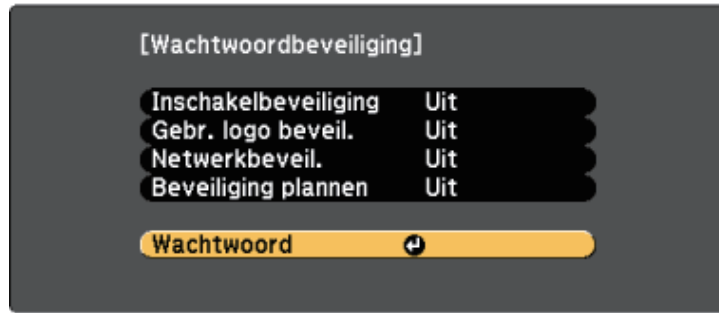 [Wachtwoordbeveiliging]
Inschakelbeveiliging Uit
Gebr. logo beveil. Uit
Netwerkbeveil. Uit
Beveiliging plannen Uit
Wachtwoord